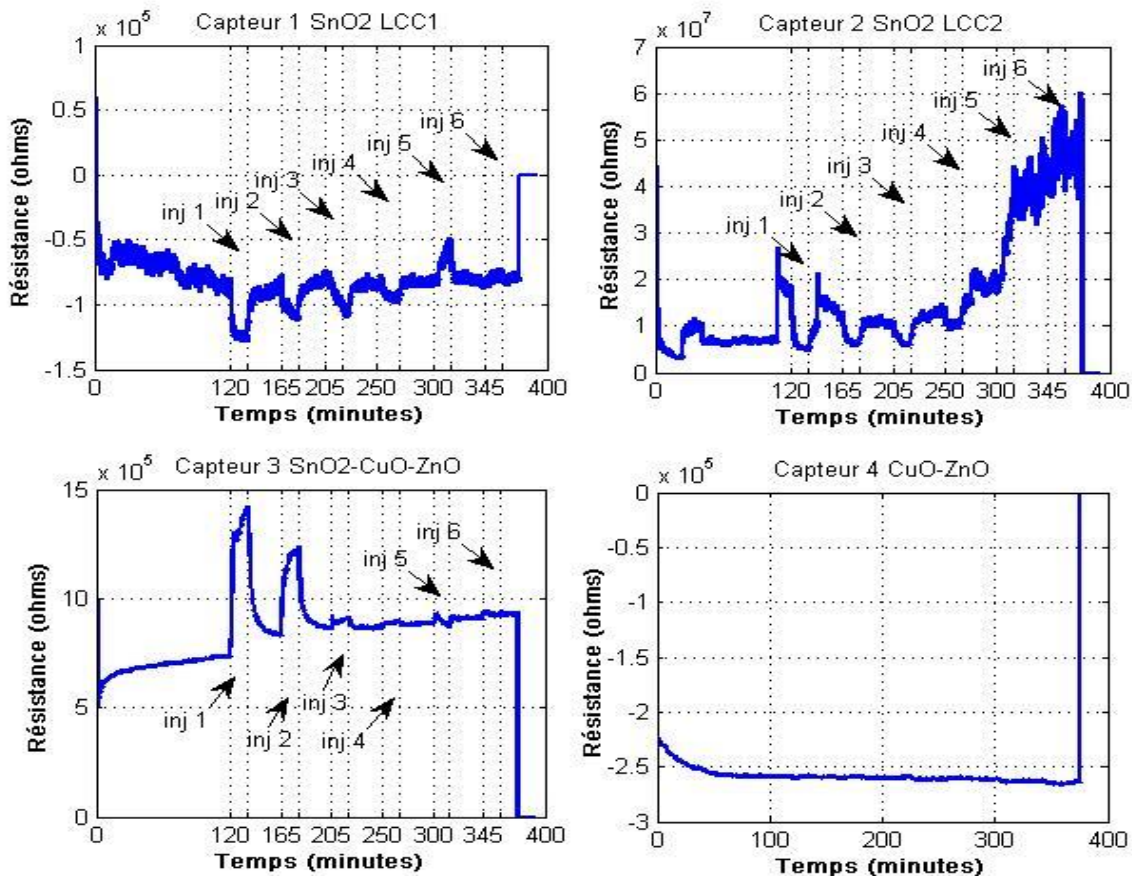 x 10^5
Capteur 1 SnO2 LCC1
Résistance (ohms)
1
0.5
0
-0.5
-1
-1.5
inj 1
inj 2
inj 3
inj 4
inj 5
inj 6
0 120 165 205 250 300 345 400
Temps (minutes)
x 10^7
Capteur 2 SnO2 LCC2
Résistance (ohms)
7
6
5
4
3
2
1
0
inj 1
inj 2
inj 3
inj 4
inj 5
inj 6
0 120 165 205 250 300 345 400
Temps (minutes)
x 10^5
Capteur 3 SnO2-CuO-ZnO
Résistance (ohms)
15
10
5
0
inj 1
inj 2
inj 3
inj 4
inj 5
inj 6
0 120 165 205 250 300 345 400
Temps (minutes)
x 10^5
Capteur 4 CuO-ZnO
Résistance (ohms)
0
-0.5
-1
-1.5
-2
-2.5
-3
0 100 200 300 400
Temps (minutes)